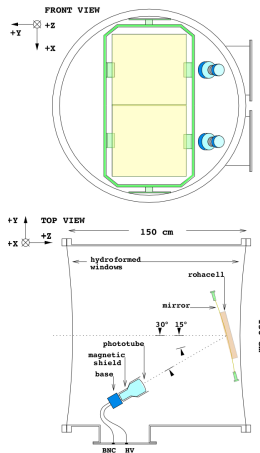 FRONT VIEW
+Y
+Z
+X
+Y
TOP VIEW
+X
+Z
150 cm
hydroformed
windows
rohacell
mirror
30° 15°
phototube
magnetic
shield
base
BNC HV